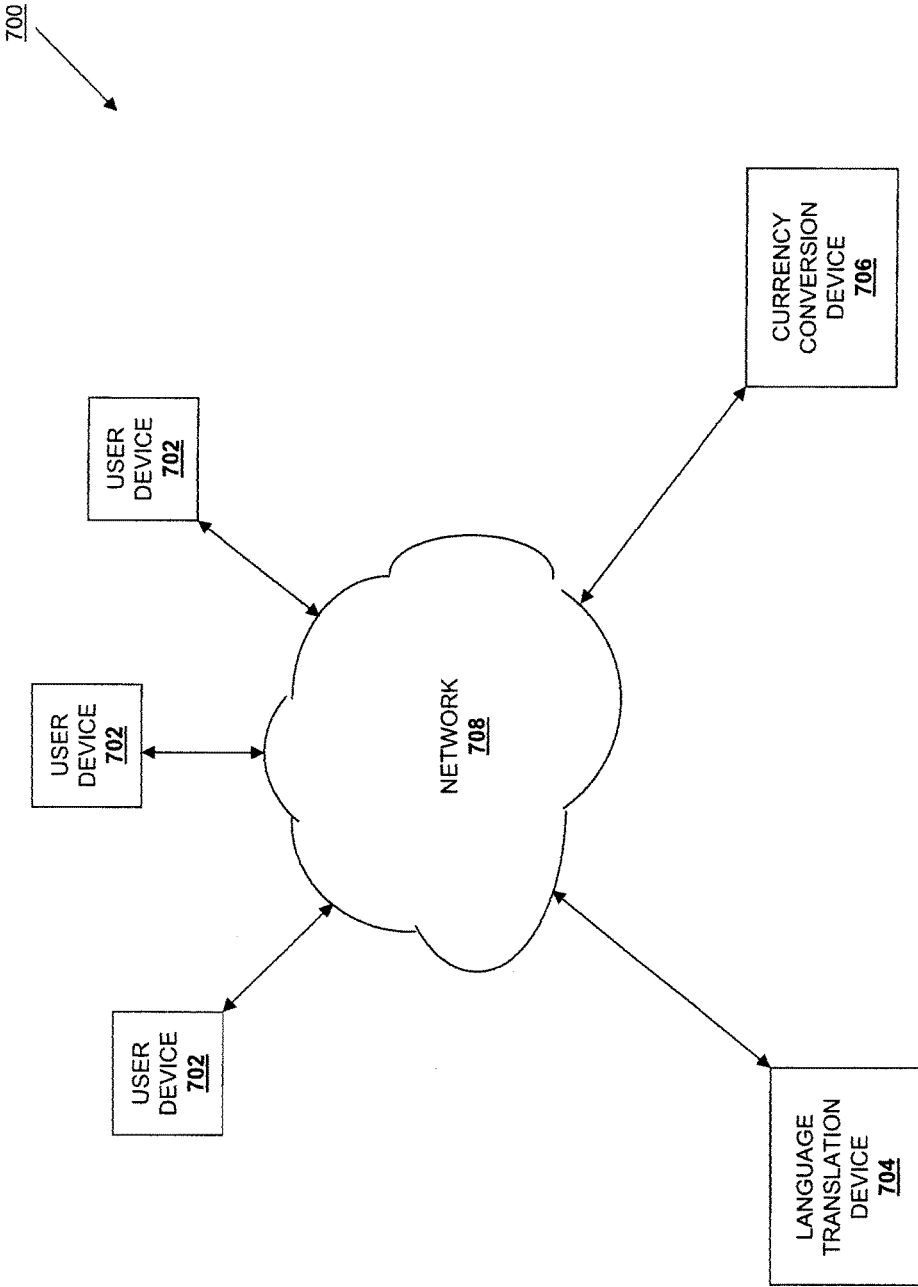 700
USER
DEVICE
702
USER
DEVICE
702
USER
DEVICE
702
NETWORK
708
LANGUAGE
TRANSLATION
DEVICE
704
CURRENCY
CONVERSION
DEVICE
706